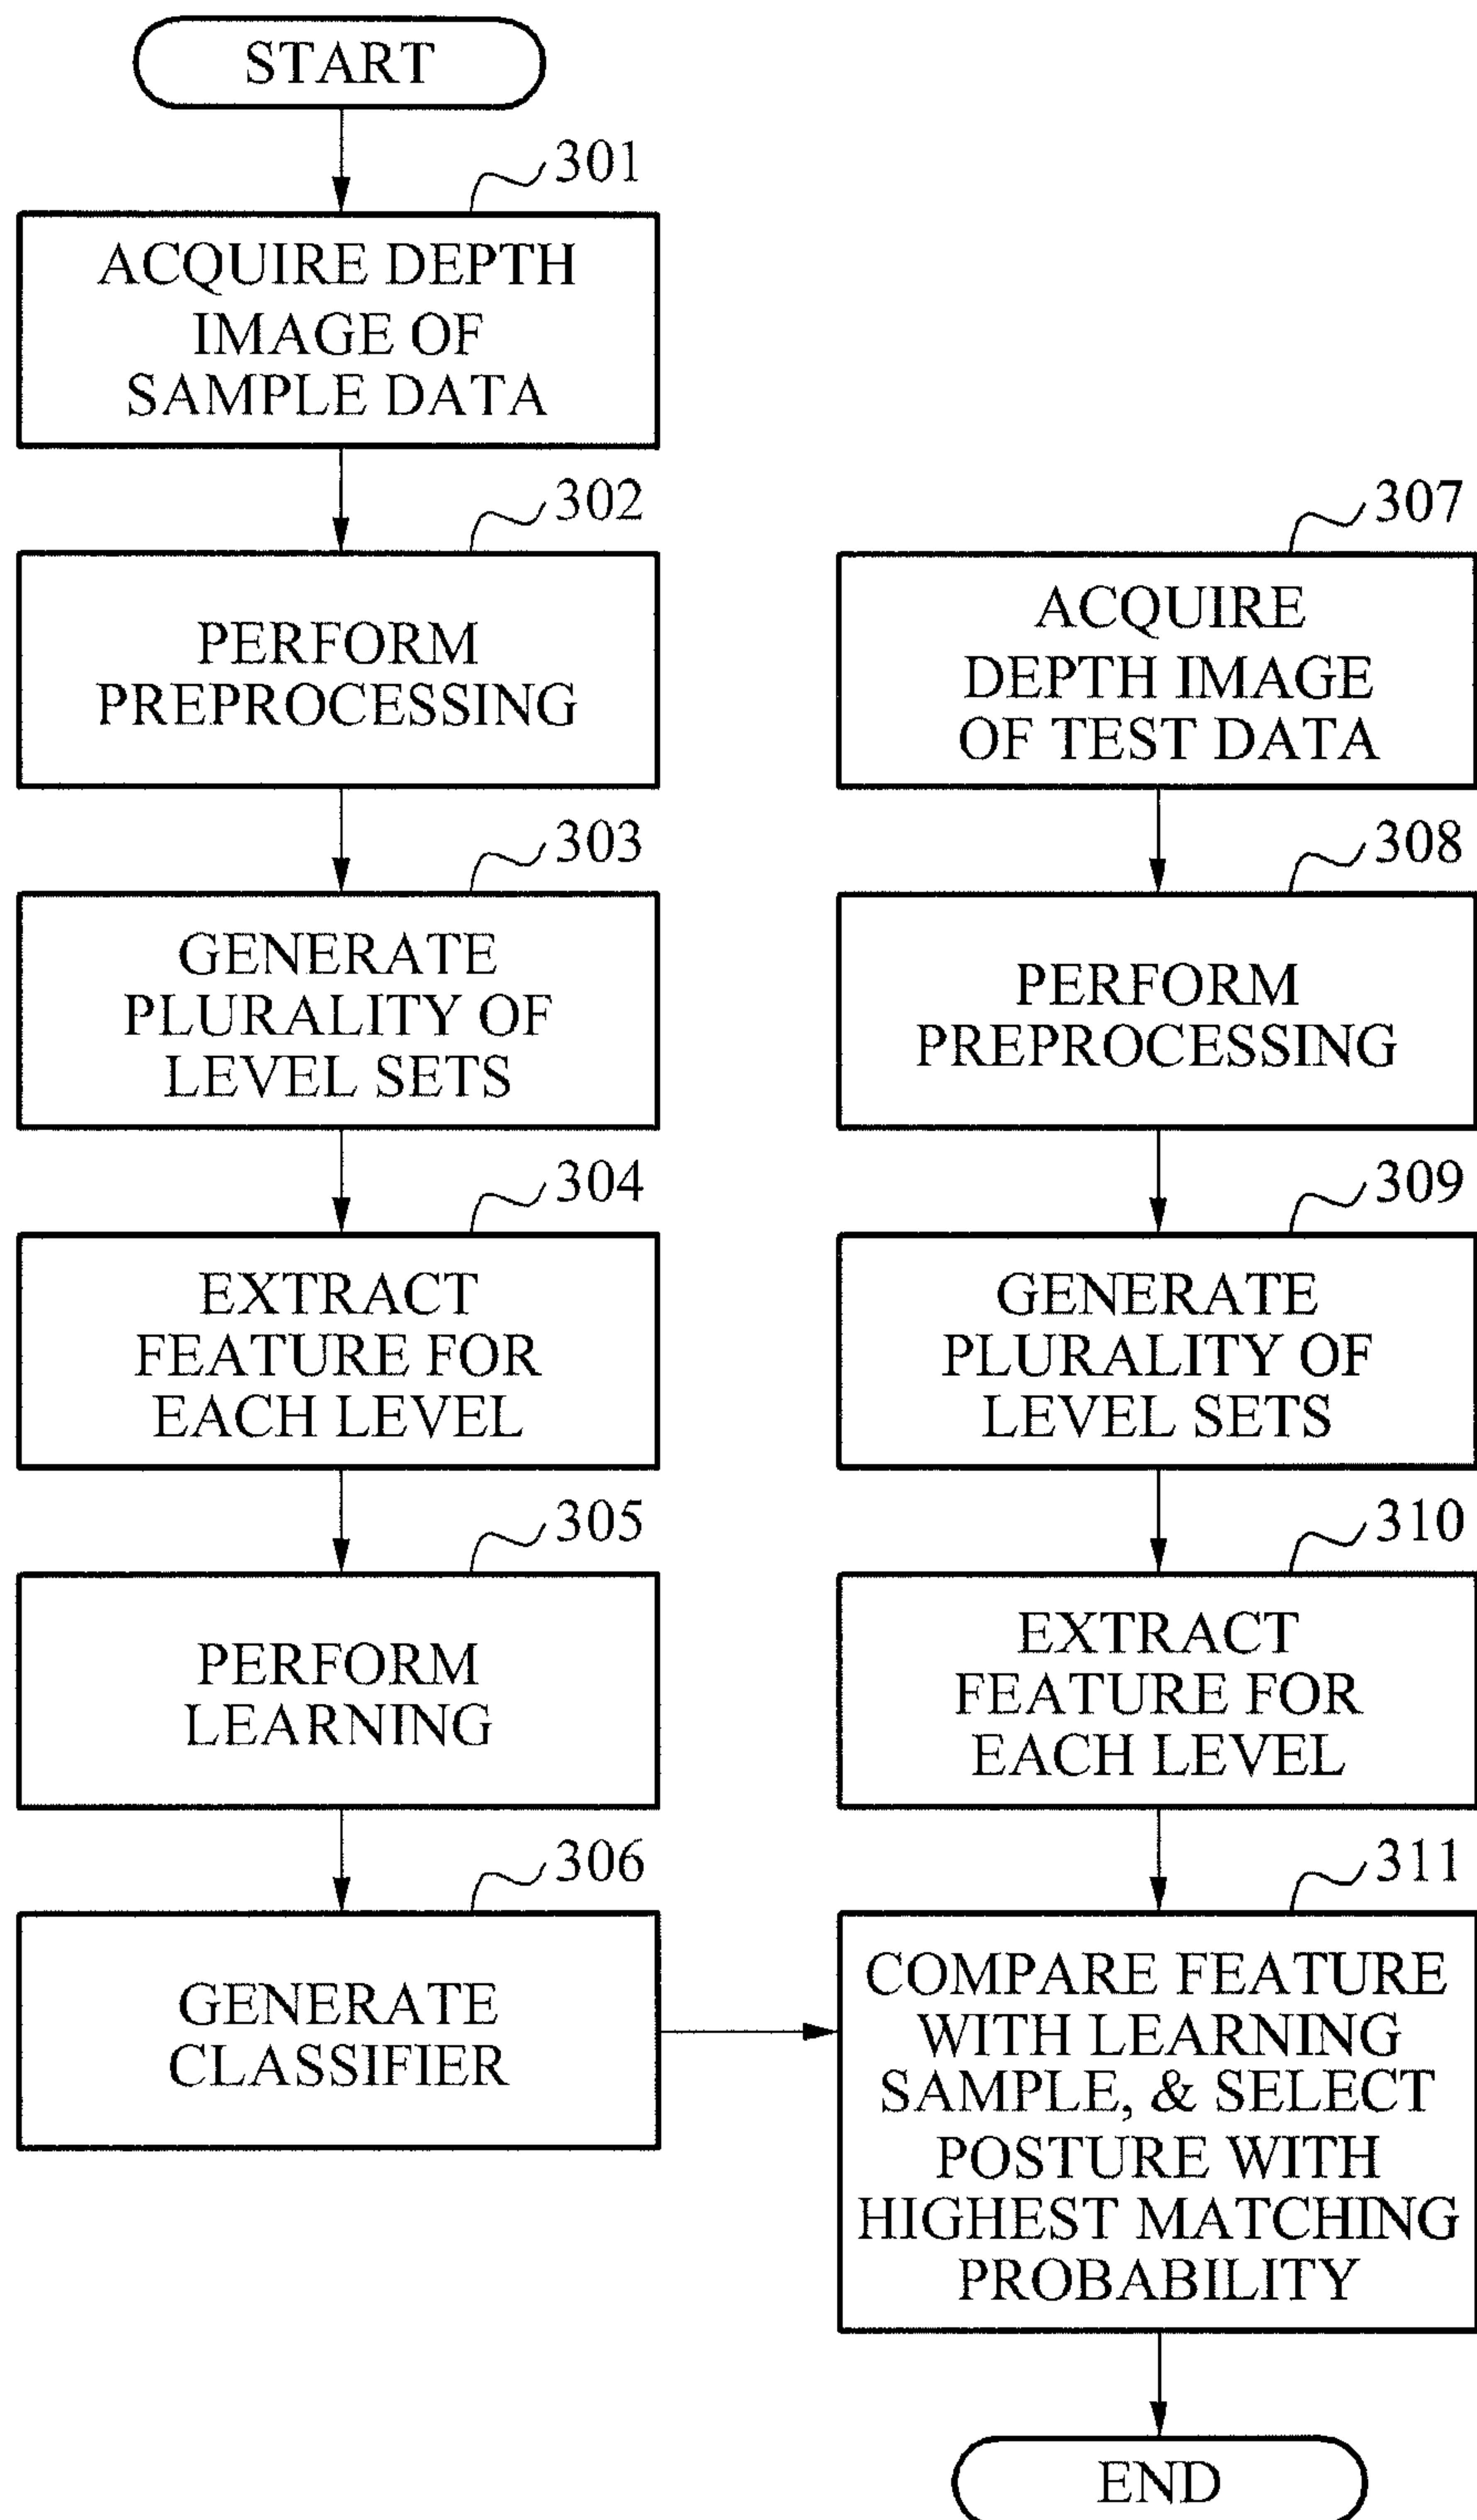 START
301
ACQUIRE DEPTH
IMAGE OF
SAMPLE DATA
302
PERFORM
PREPROCESSING
303
GENERATE
PLURALITY OF
LEVEL SETS
304
EXTRACT
FEATURE FOR
EACH LEVEL
305
PERFORM
LEARNING
306
GENERATE
CLASSIFIER
307
ACQUIRE
DEPTH IMAGE
OF TEST DATA
308
PERFORM
PREPROCESSING
309
GENERATE
PLURALITY OF
LEVEL SETS
310
EXTRACT
FEATURE FOR
EACH LEVEL
311
COMPARE FEATURE
WITH LEARNING
SAMPLE, & SELECT
POSTURE WITH
HIGHEST MATCHING
PROBABILITY
END